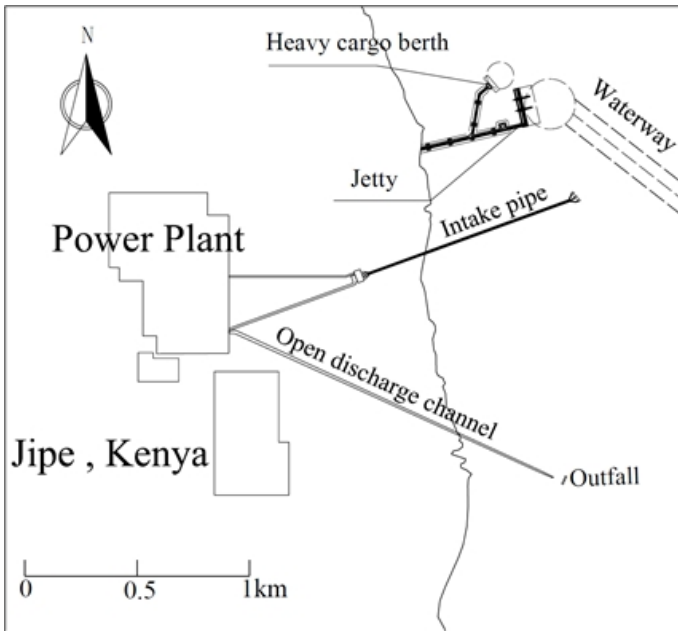 N
Heavy cargo berth
Waterway
Jetty
Intake pipe
Power Plant
Open discharge channel
Jipe , Kenya
Outfall
0 0.5 1km